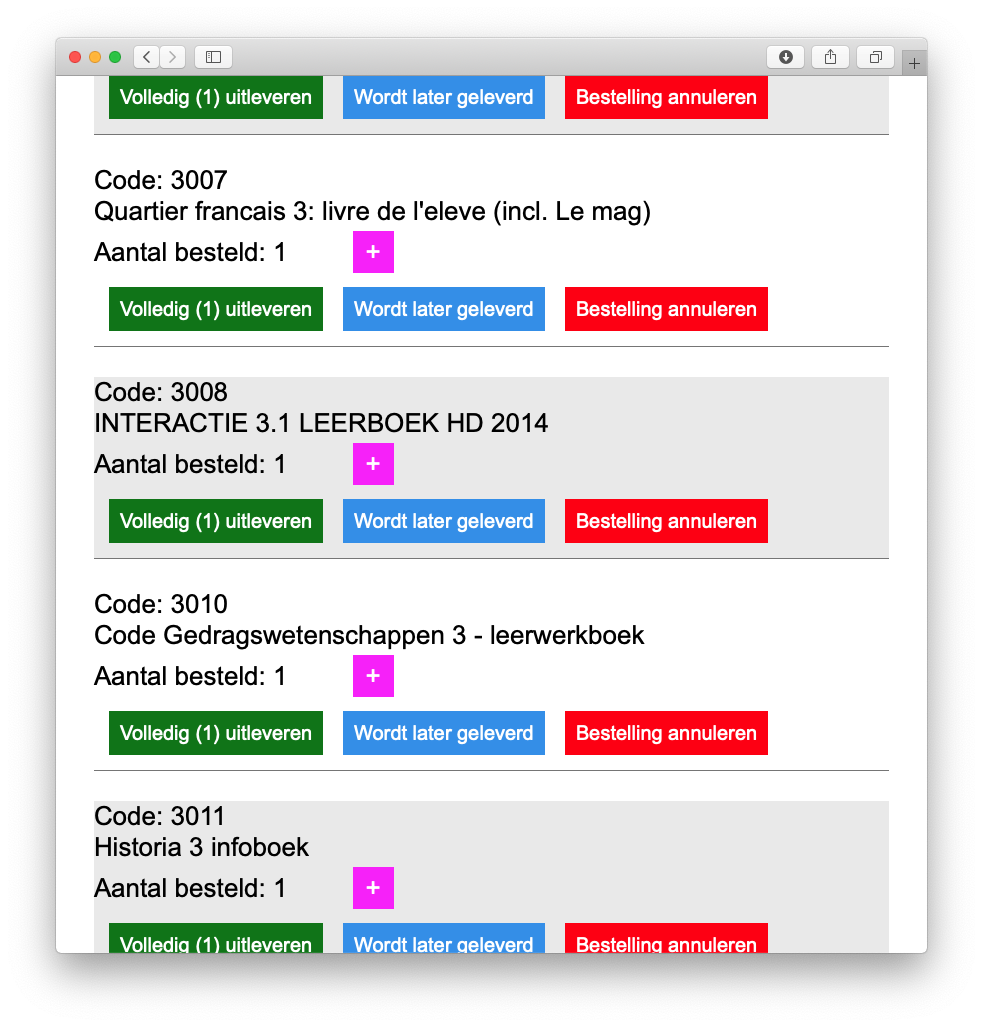 Volledig (1) uitleveren Wordt later geleverd Bestelling annuleren
Code: 3007
Quartier francais 3: livre de l'eleve (incl. Le mag)
Aantal besteld: 1 +
Volledig (1) uitleveren Wordt later geleverd Bestelling annuleren
Code: 3008
INTERACTIE 3.1 LEERBOEK HD 2014
Aantal besteld: 1 +
Volledig (1) uitleveren Wordt later geleverd Bestelling annuleren
Code: 3010
Code Gedragswetenschappen 3 - leerwerkboek
Aantal besteld: 1 +
Volledig (1) uitleveren Wordt later geleverd Bestelling annuleren
Code: 3011
Historia 3 infoboek
Aantal besteld: 1 +
Volledig (1) uitleveren Wordt later geleverd Bestelling annuleren